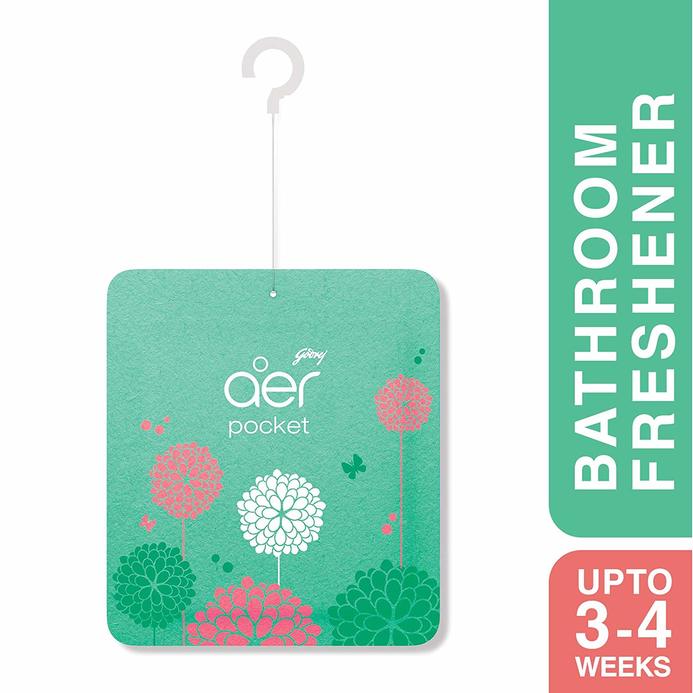 Godrej
aer
pocket
BATHROOM
FRESHENER
UPTO
3-4
WEEKS